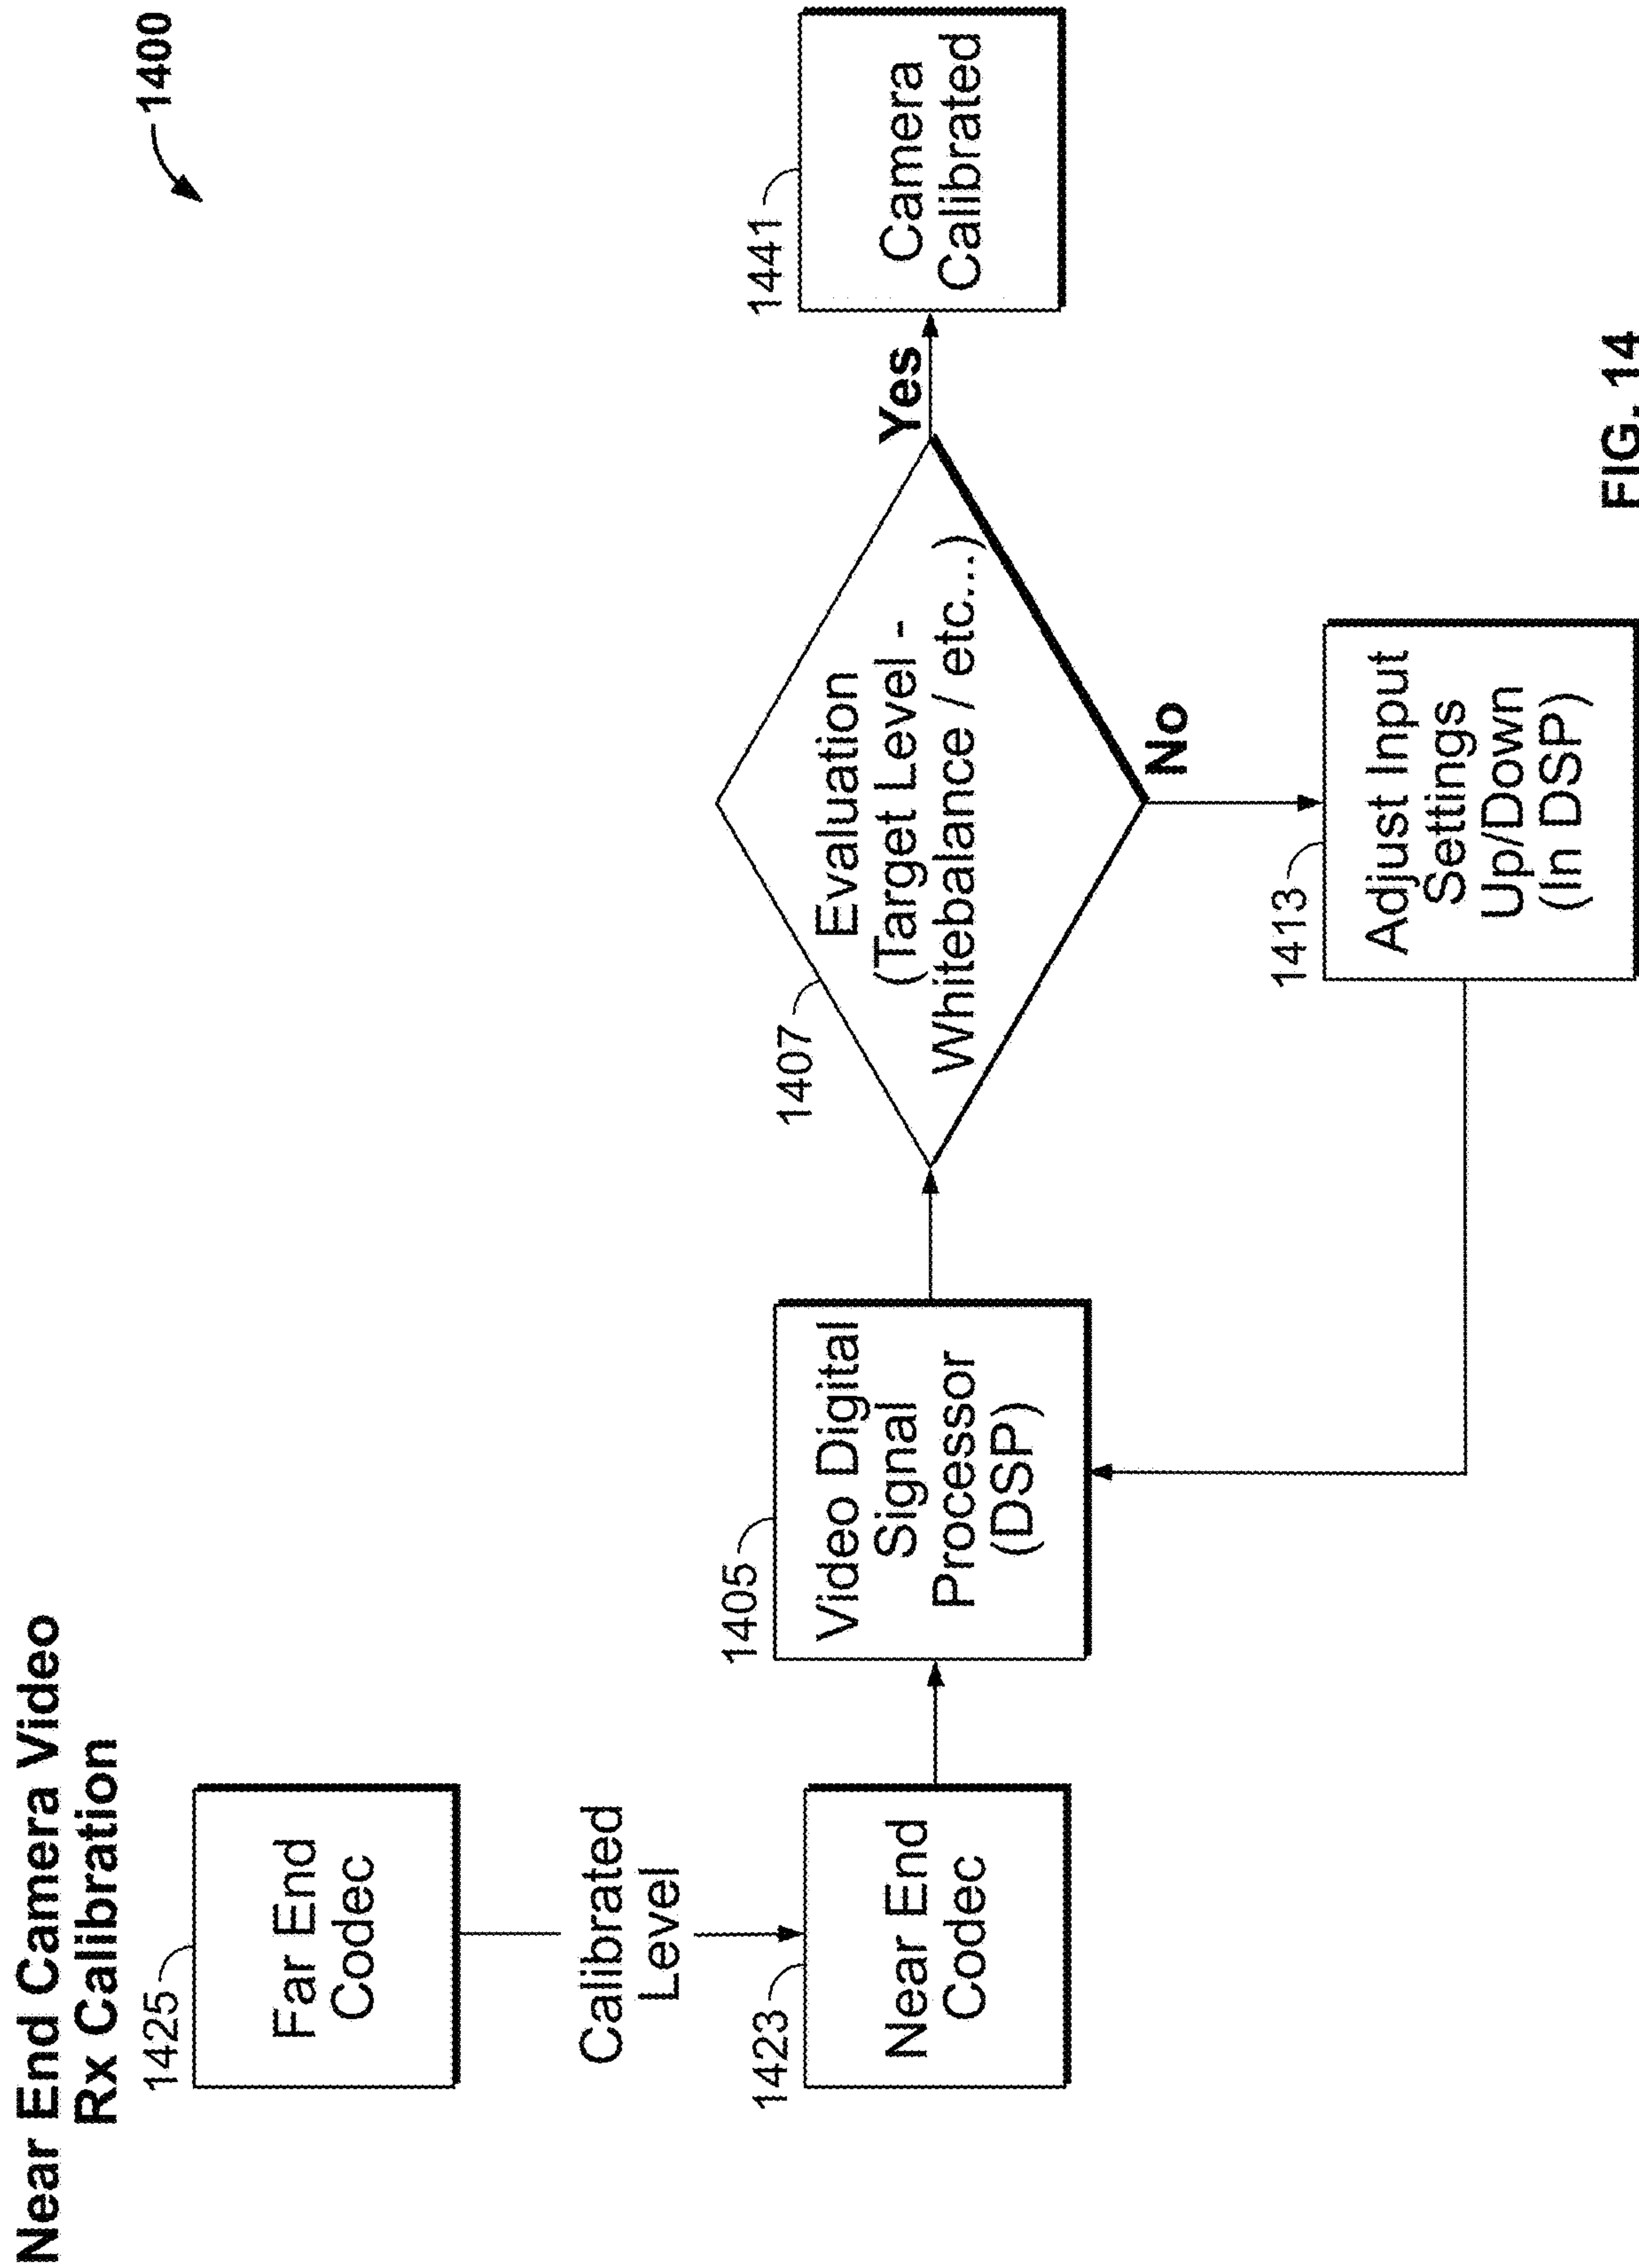 Near End Camera Video
Rx Calibration
1400
1425
Far End
Codec
Calibrated
Level
1423
Near End
Codec
1405
Video Digital
Signal
Processor
(DSP)
1407
Evaluation
(Target Level -
Whitebalance / etc...)
Yes
1441
Camera
Calibrated
No
1413
Adjust Input
Settings
Up/Down
(In DSP)
FIG. 14